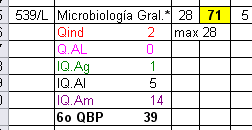 539/L Microbiología Gral.* 28 71 5
Qind 2 max 28
Q.AL 0
IQ.Ag 1
IQ.Al 5
IQ.Am 14
6o QBP 39